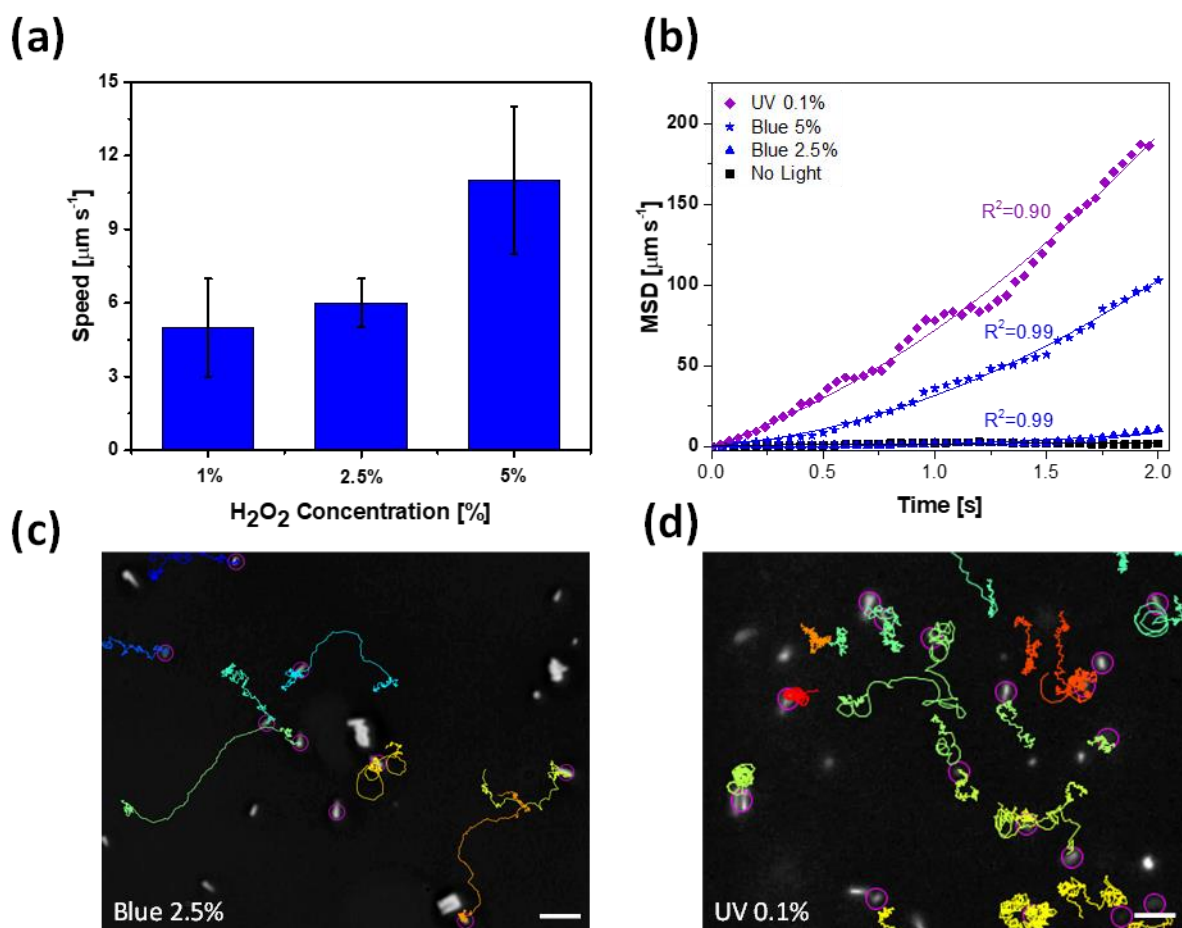 (a)
15
12
9
6
3
0
Speed [μm s⁻¹]
1% 2.5% 5%
H₂O₂ Concentration [%]
(b)
UV 0.1%
Blue 5%
Blue 2.5%
No Light
200
150
100
50
0
MSD [μm s⁻¹]
R²=0.90
R²=0.99
R²=0.99
0.0 0.5 1.0 1.5 2.0
Time [s]
(c)
Blue 2.5%
(d)
UV 0.1%